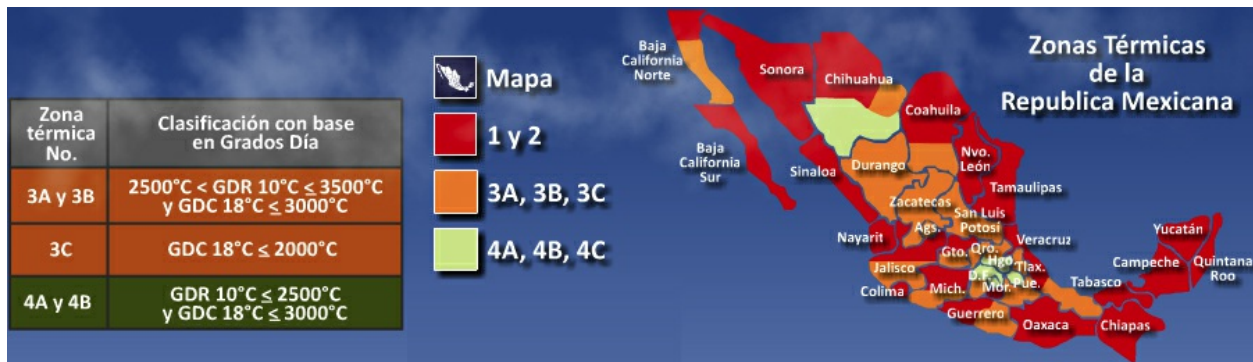 Zonas Térmicas
de la
Republica Mexicana
Zona
térmica
No.
Clasificación con base
en Grados Día
3A y 3B
2500°C < GDR 10°C ≤ 3500°C
y GDC 18°C ≤ 3000°C
3C
GDC 18°C ≤ 2000°C
4A y 4B
GDR 10°C ≤ 2500°C
y GDC 18°C ≤ 3000°C
Mapa
1 y 2
3A, 3B, 3C
4A, 4B, 4C
Baja
California
Norte
Sonora
Chihuahua
Coahuila
Baja
California
Sur
Sinaloa
Durango
Nvo.
León
Tamaulipas
Zacatecas
San Luis
Potosí
Nayarit
Ags.
Gto.
Qro.
Hgo.
Veracruz
Yucatán
Campeche
Quintana
Roo
Jalisco
D.F.
Tlax.
Colima
Mich.
Mor.
Pue.
Tabasco
Guerrero
Oaxaca
Chiapas